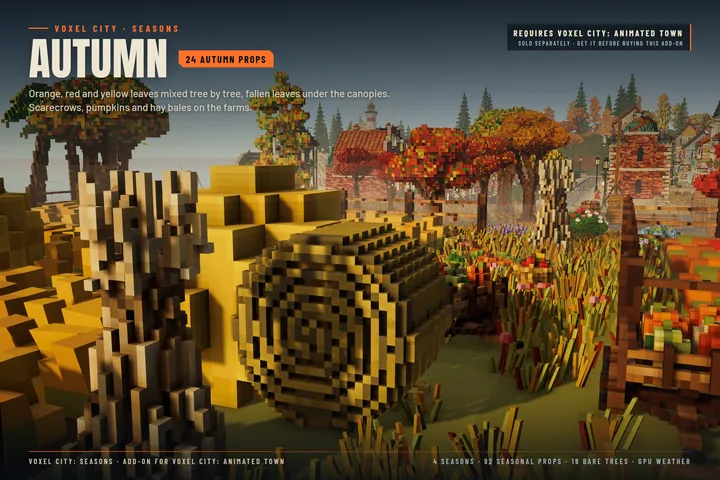 VOXEL CITY · SEASONS
AUTUMN
24 AUTUMN PROPS
Orange, red and yellow leaves mixed tree by tree, fallen leaves under the canopies.
Scarecrows, pumpkins and hay bales on the farms.
REQUIRES VOXEL CITY: ANIMATED TOWN
SOLD SEPARATELY · GET IT BEFORE BUYING THIS ADD-ON
VOXEL CITY: SEASONS · ADD-ON FOR VOXEL CITY: ANIMATED TOWN
4 SEASONS · 92 SEASONAL PROPS · 18 BARE TREES · GPU WEATHER